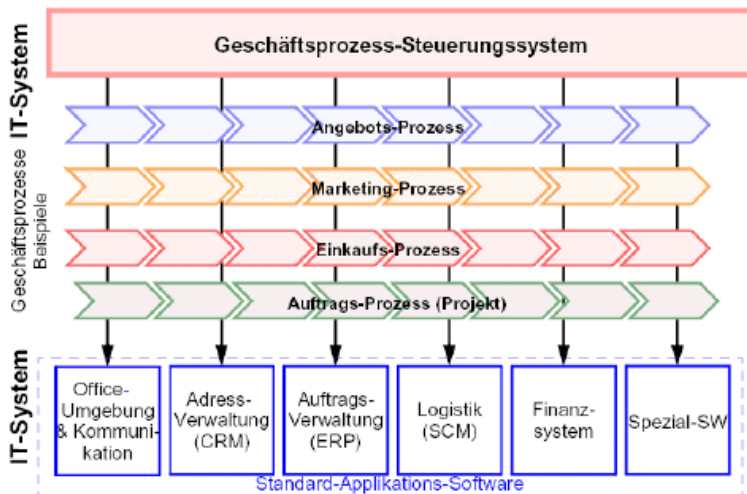 IT-System
Geschäftsprozess-Steuerungssystem
Geschäftsprozesse
Beispiele
Angebots-Prozess
Marketing-Prozess
Einkaufs-Prozess
Auftrags-Prozess (Projekt)
IT-System
Office-
Umgebung
& Kommuni-
kation
Adress-
Verwaltung
(CRM)
Auftrags-
Verwaltung
(ERP)
Logistik
(SCM)
Finanz-
system
Spezial-SW
Standard-Applikations-Software